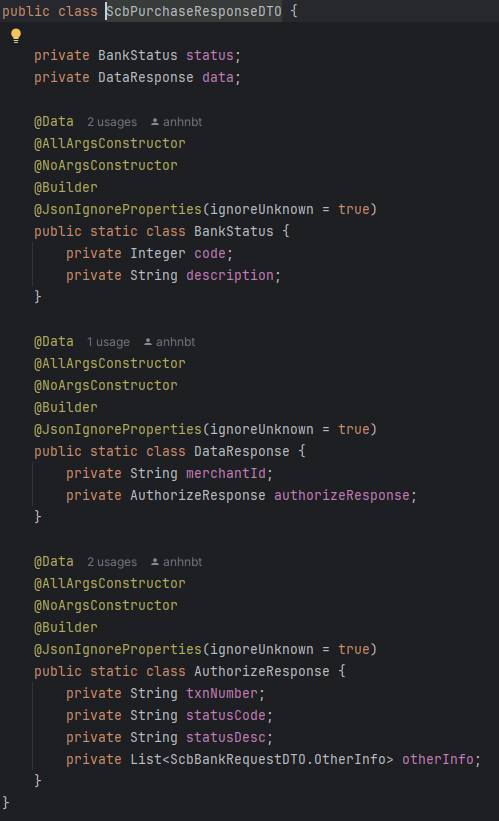 public class ScbPurchaseResponseDTO {
    private BankStatus status;
    private DataResponse data;
    @Data 2 usages anhnbt
    @AllArgsConstructor
    @NoArgsConstructor
    @Builder
    @JsonIgnoreProperties(ignoreUnknown = true)
    public static class BankStatus {
        private Integer code;
        private String description;
    }
    @Data 1 usage anhnbt
    @AllArgsConstructor
    @NoArgsConstructor
    @Builder
    @JsonIgnoreProperties(ignoreUnknown = true)
    public static class DataResponse {
        private String merchantId;
        private AuthorizeResponse authorizeResponse;
    }
    @Data 2 usages anhnbt
    @AllArgsConstructor
    @NoArgsConstructor
    @Builder
    @JsonIgnoreProperties(ignoreUnknown = true)
    public static class AuthorizeResponse {
        private String txnNumber;
        private String statusCode;
        private String statusDesc;
        private List<ScbBankRequestDTO.OtherInfo> otherInfo;
    }
}